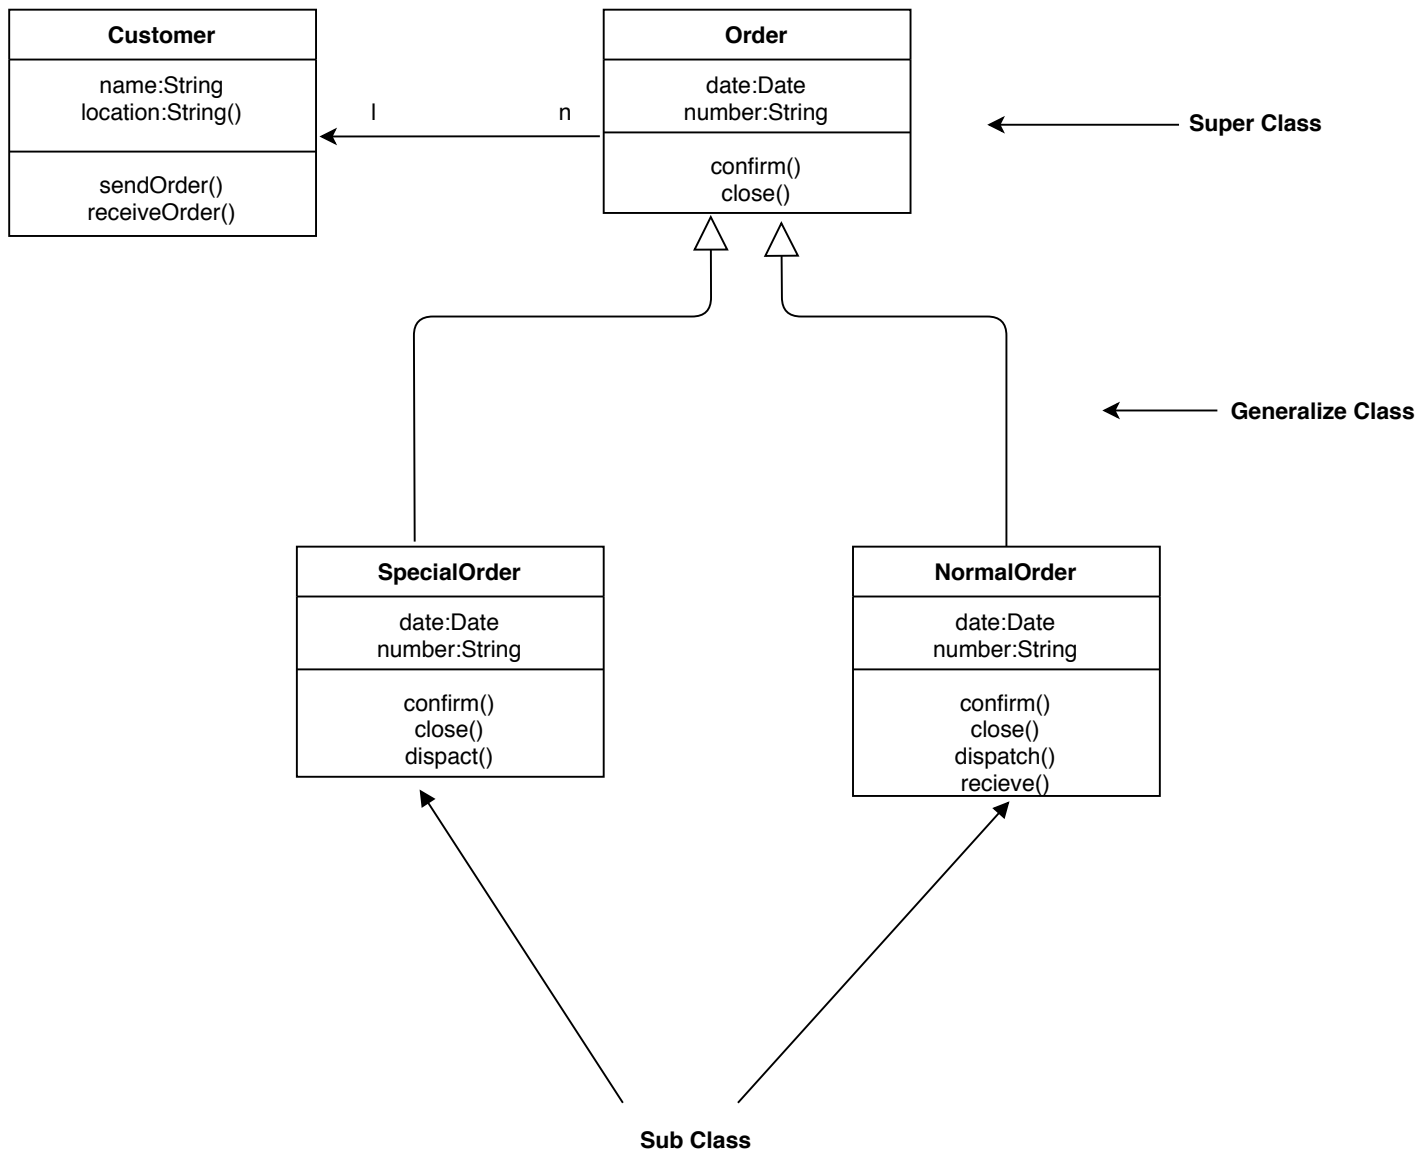 Customer
name:String
location:String()
sendOrder()
receiveOrder()
l
n
Order
date:Date
number:String
confirm()
close()
Super Class
Generalize Class
SpecialOrder
date:Date
number:String
confirm()
close()
dispact()
NormalOrder
date:Date
number:String
confirm()
close()
dispatch()
recieve()
Sub Class